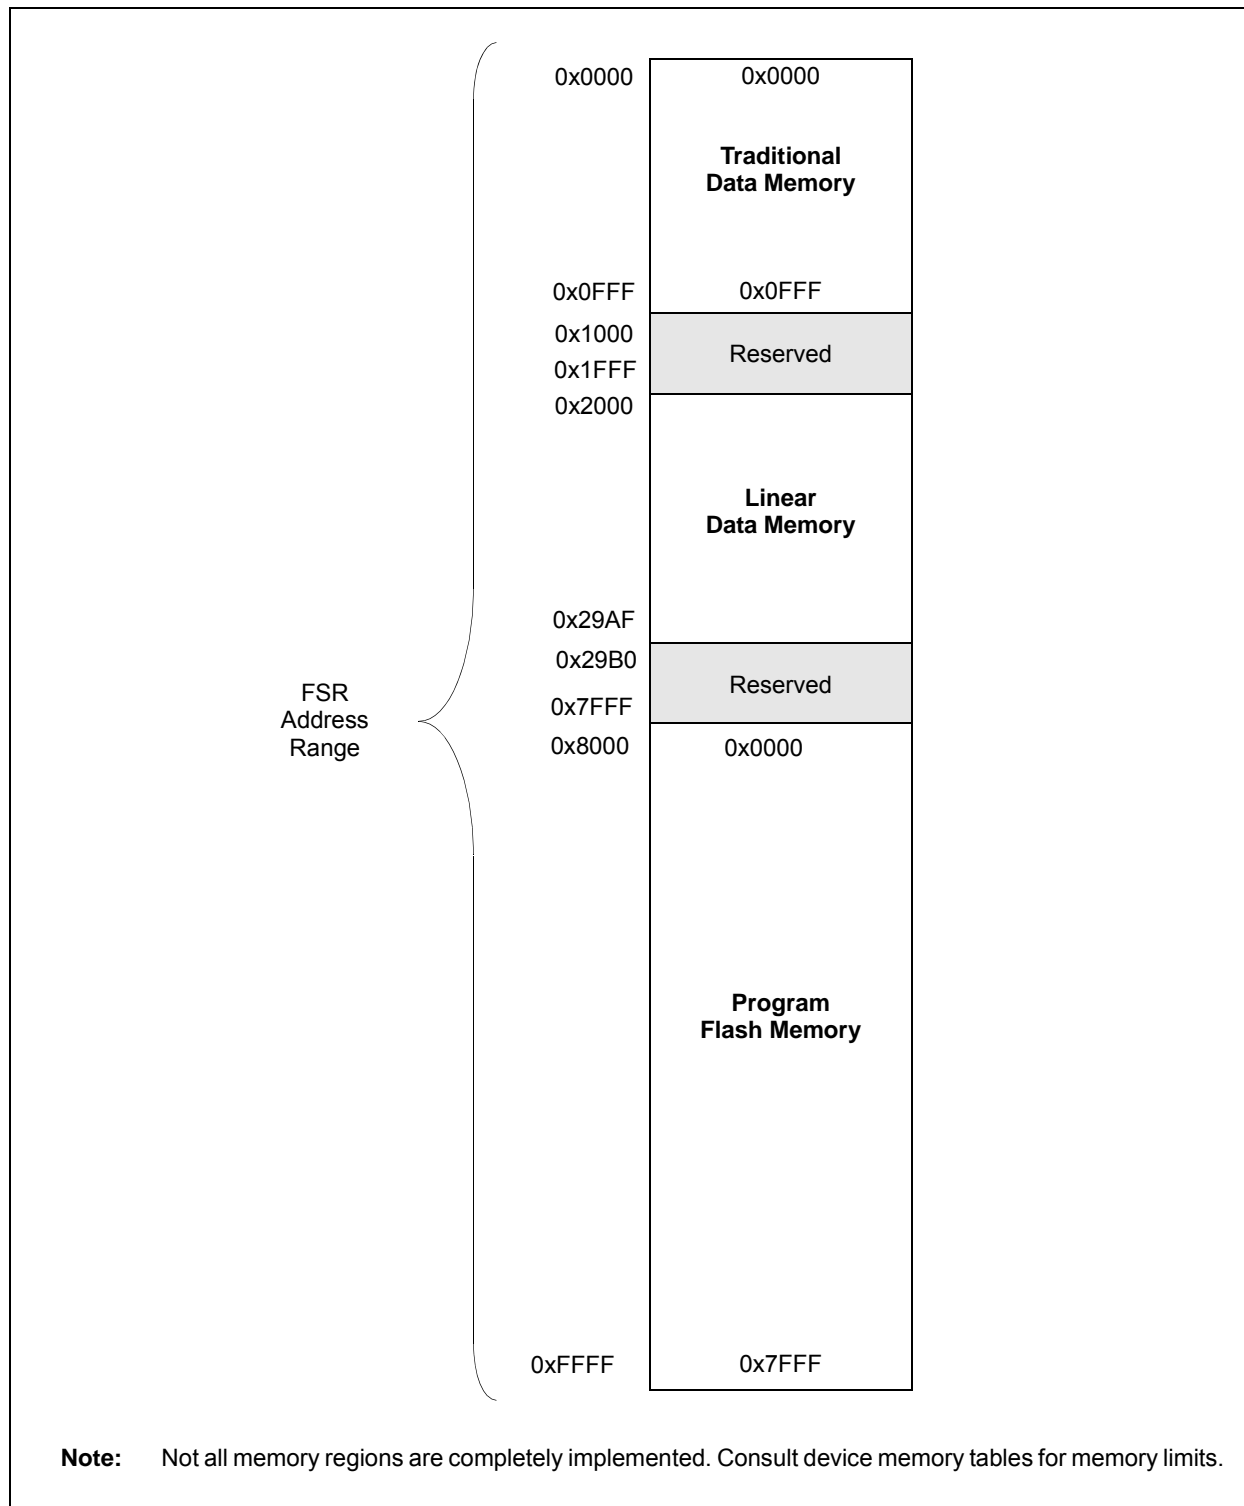 0x0000 0x0000
Traditional
Data Memory
0x0FFF 0x0FFF
0x1000
Reserved
0x1FFF
0x2000
Linear
Data Memory
0x29AF
0x29B0
Reserved
0x7FFF
FSR
Address
Range
0x8000 0x0000
Program
Flash Memory
0xFFFF 0x7FFF
Note: Not all memory regions are completely implemented. Consult device memory tables for memory limits.